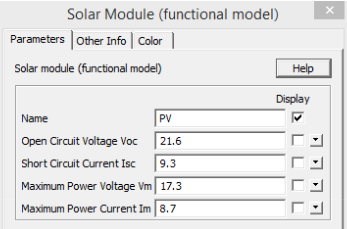 Solar Module (functional model)
Parameters Other Info Color
Solar module (functional model) Help
Display
Name PV
Open Circuit Voltage Voc 21.6
Short Circuit Current Isc 9.3
Maximum Power Voltage Vm 17.3
Maximum Power Current Im 8.7